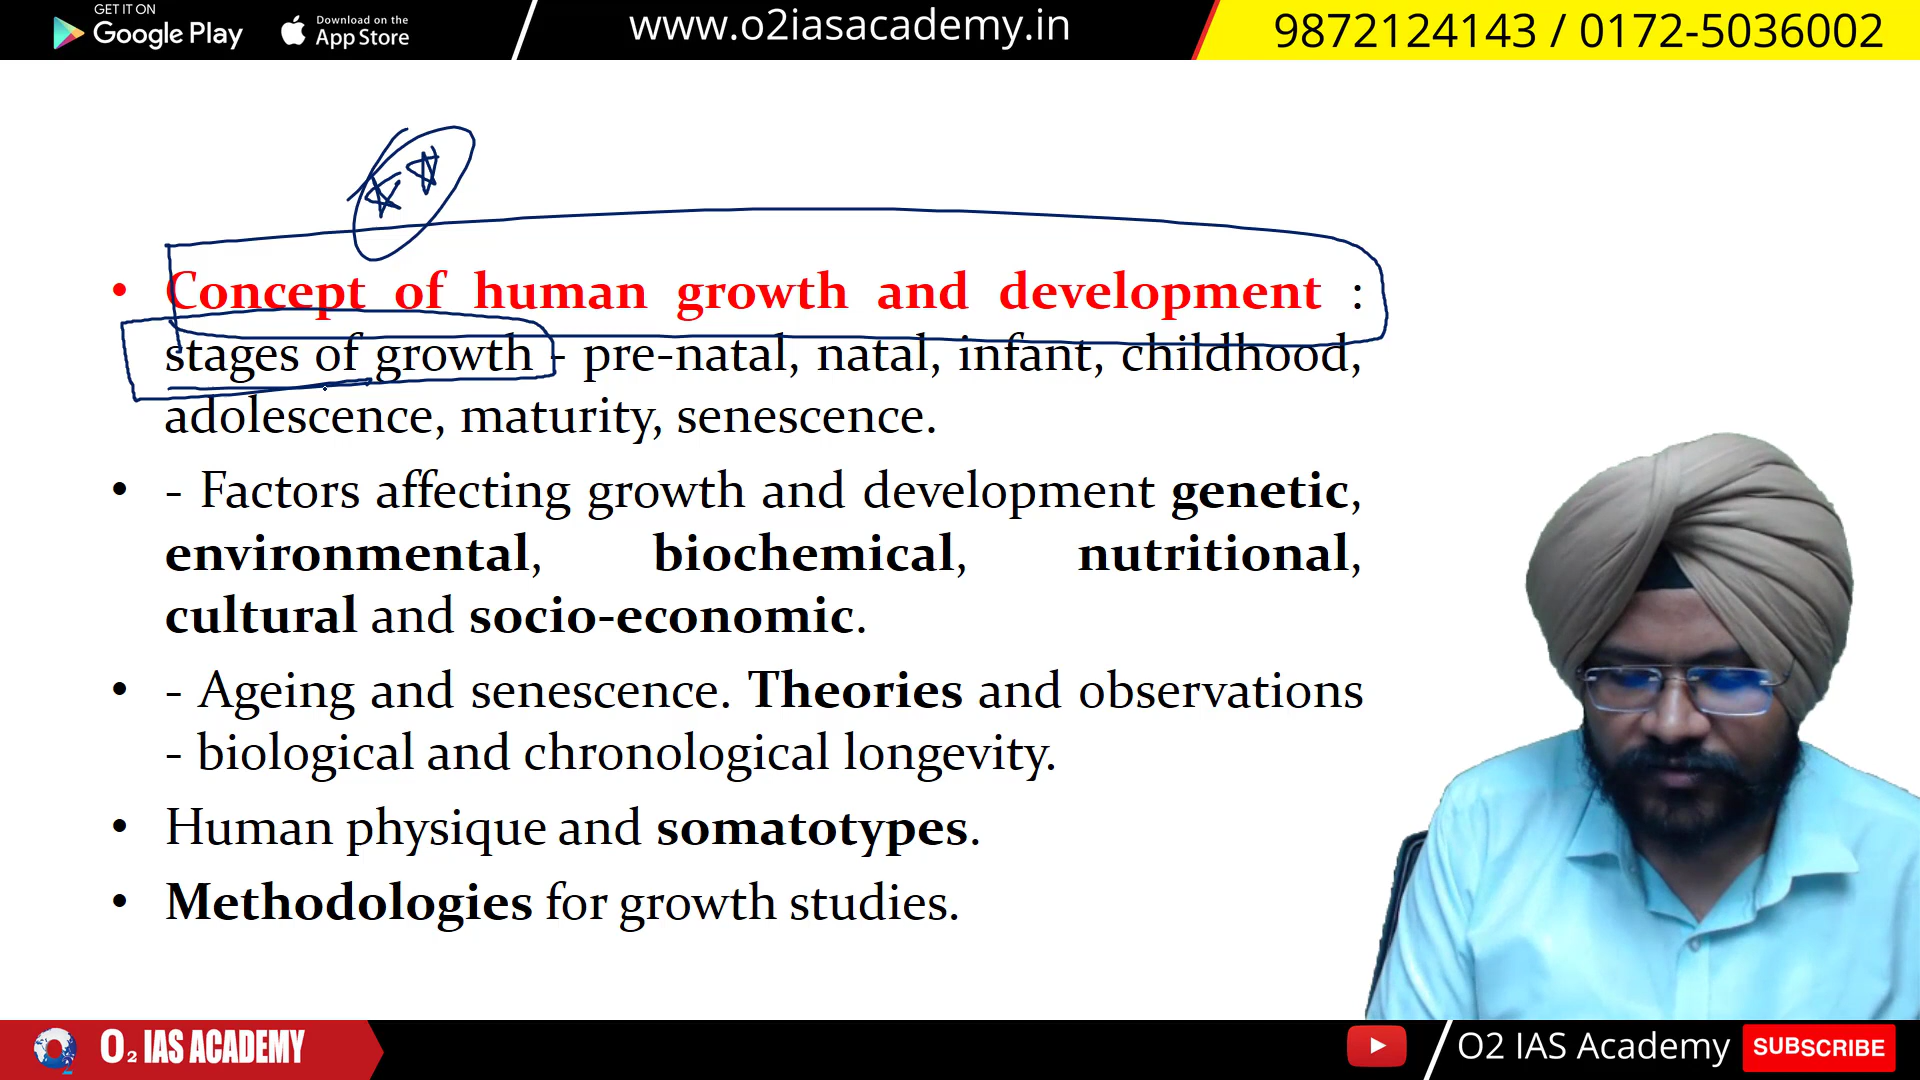 GET IT ON
Google Play
Download on the
App Store
www.o2iasacademy.in
9872124143 / 0172-5036002
• Concept of human growth and development :
stages of growth - pre-natal, natal, infant, childhood,
adolescence, maturity, senescence.
• - Factors affecting growth and development genetic,
environmental, biochemical, nutritional,
cultural and socio-economic.
• - Ageing and senescence. Theories and observations
- biological and chronological longevity.
• Human physique and somatotypes.
• Methodologies for growth studies.
O2 IAS ACADEMY
O2 IAS Academy
SUBSCRIBE